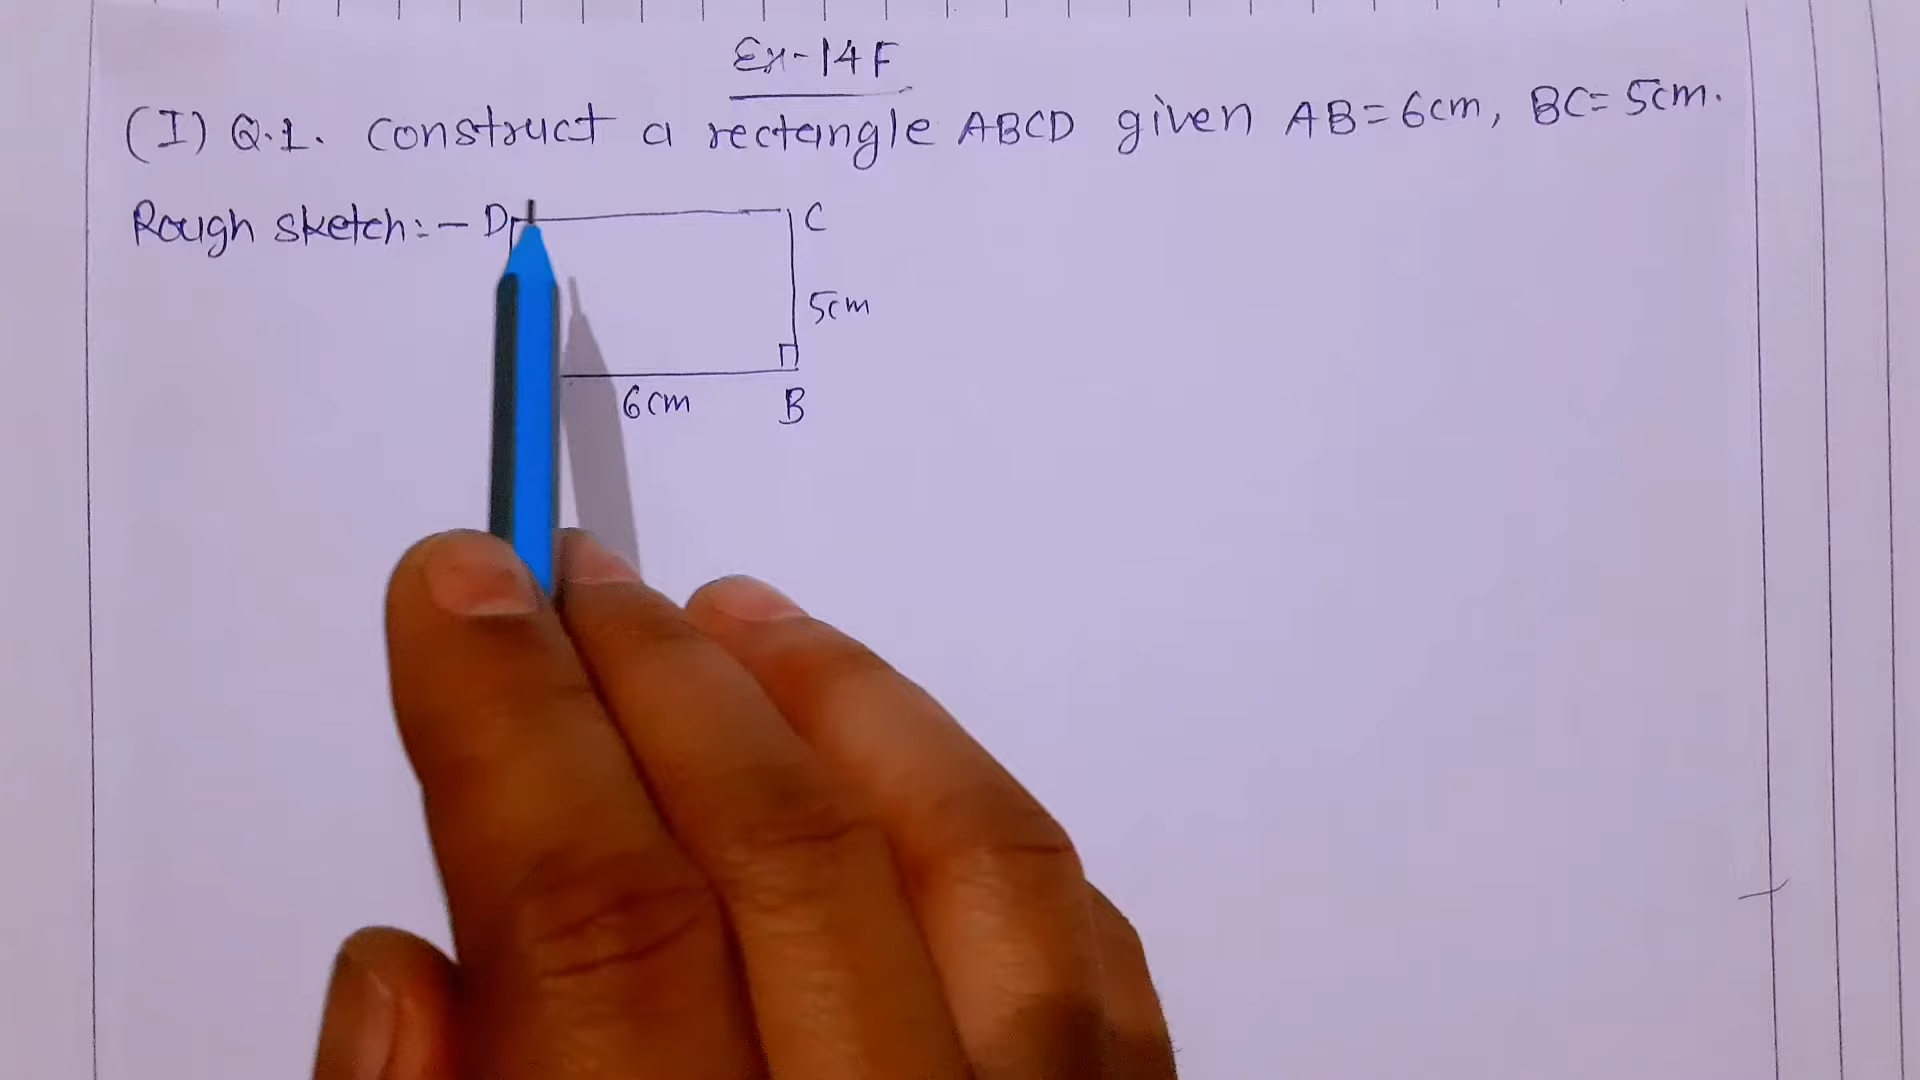 Ex-14F
(I) Q.1. Construct a rectangle ABCD given AB=6cm, BC=5cm.
Rough sketch:- D C
5cm
6cm B